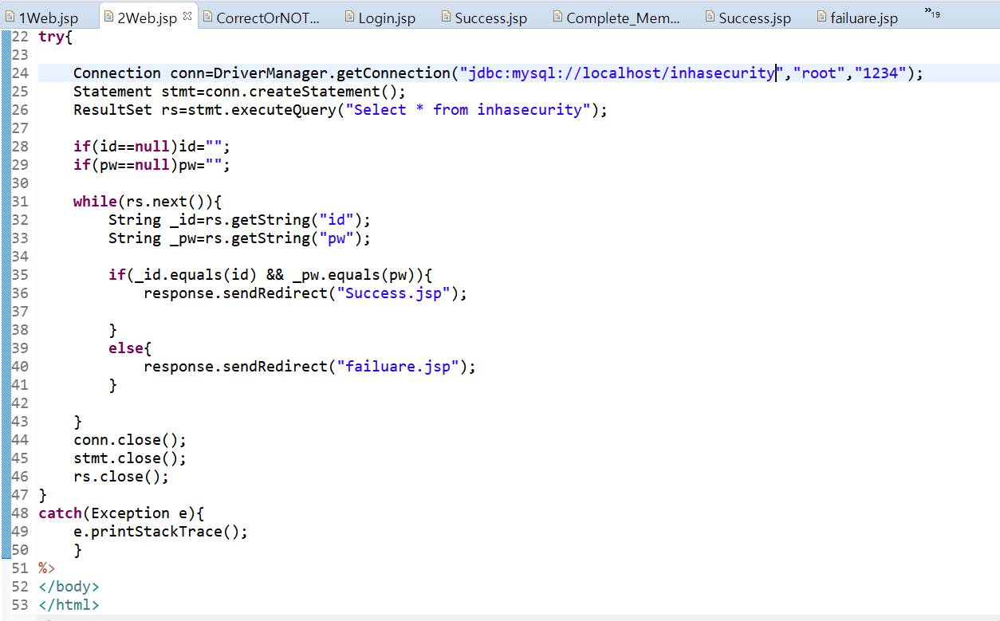 1Web.jsp 2Web.jsp CorrectOrNOT... Login.jsp Success.jsp Complete_Mem... Success.jsp failuare.jsp »19
22 try{
23
24 Connection conn=DriverManager.getConnection("jdbc:mysql://localhost/inhasecurity","root","1234");
25 Statement stmt=conn.createStatement();
26 ResultSet rs=stmt.executeQuery("Select * from inhasecurity");
27
28 if(id==null)id="";
29 if(pw==null)pw="";
30
31 while(rs.next()){
32 String _id=rs.getString("id");
33 String _pw=rs.getString("pw");
34
35 if(_id.equals(id) && _pw.equals(pw)){
36 response.sendRedirect("Success.jsp");
37
38 }
39 else{
40 response.sendRedirect("failuare.jsp");
41 }
42
43 }
44 conn.close();
45 stmt.close();
46 rs.close();
47 }
48 catch(Exception e){
49 e.printStackTrace();
50 }
51 %>
52 </body>
53 </html>